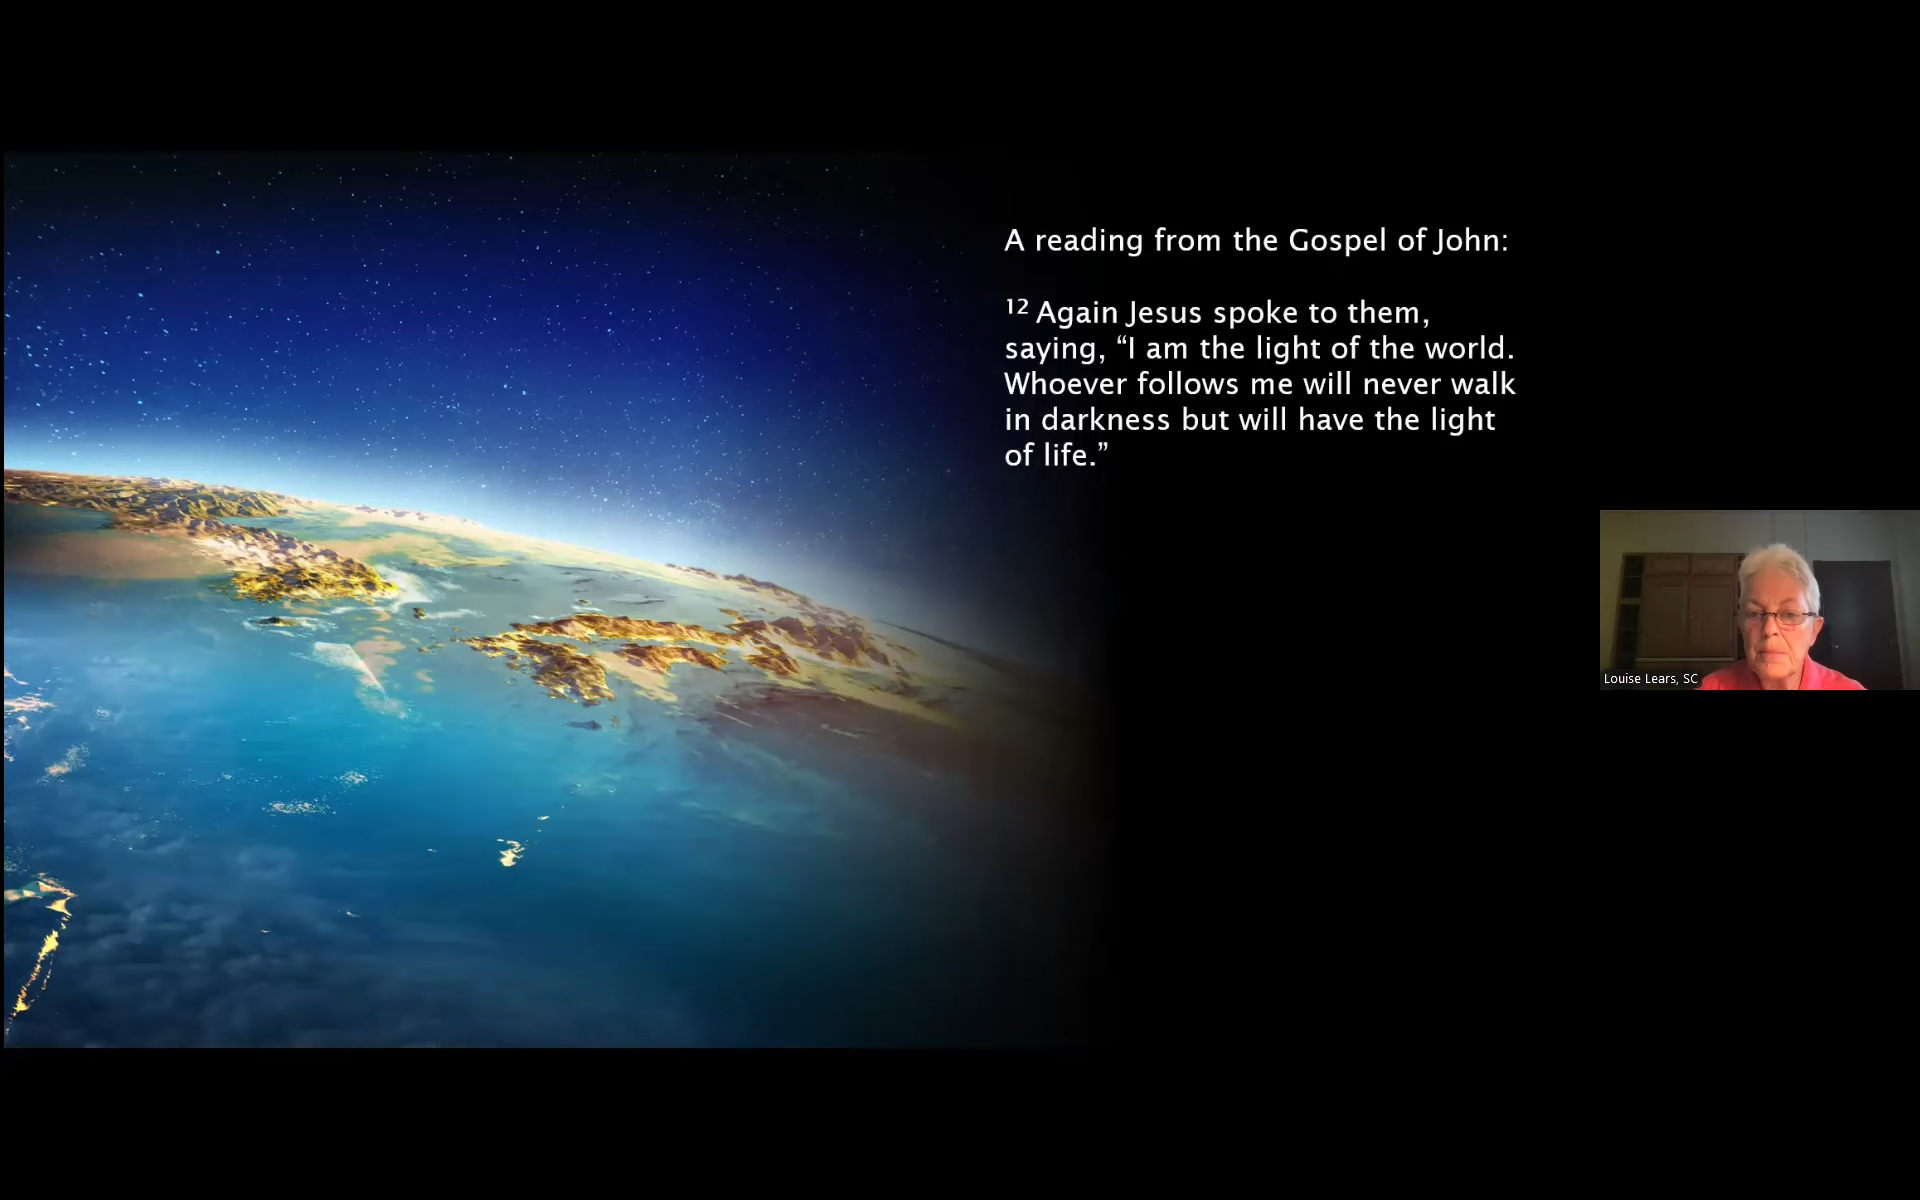 A reading from the Gospel of John:
¹² Again Jesus spoke to them,
saying, “I am the light of the world.
Whoever follows me will never walk
in darkness but will have the light
of life.”
Louise Lears, SC